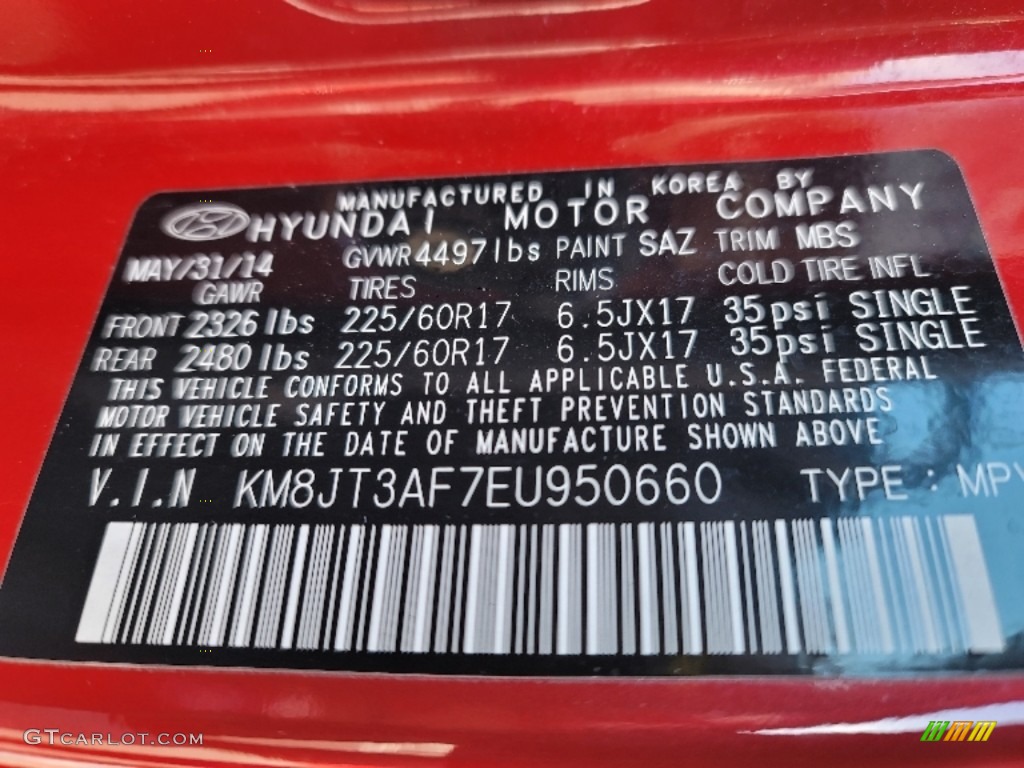 MANUFACTURED IN KOREA BY
HYUNDAI MOTOR COMPANY
MAY/31/14 GVWR 4497lbs PAINT SAZ TRIM MBS
GAWR TIRES RIMS COLD TIRE INFL
FRONT 2326 lbs 225/60R17 6.5JX17 35psi SINGLE
REAR 2480 lbs 225/60R17 6.5JX17 35psi SINGLE
THIS VEHICLE CONFORMS TO ALL APPLICABLE U.S.A. FEDERAL
MOTOR VEHICLE SAFETY AND THEFT PREVENTION STANDARDS
IN EFFECT ON THE DATE OF MANUFACTURE SHOWN ABOVE
V.I.N KM8JT3AF7EU950660 TYPE : MPV
GTCARLOT.COM